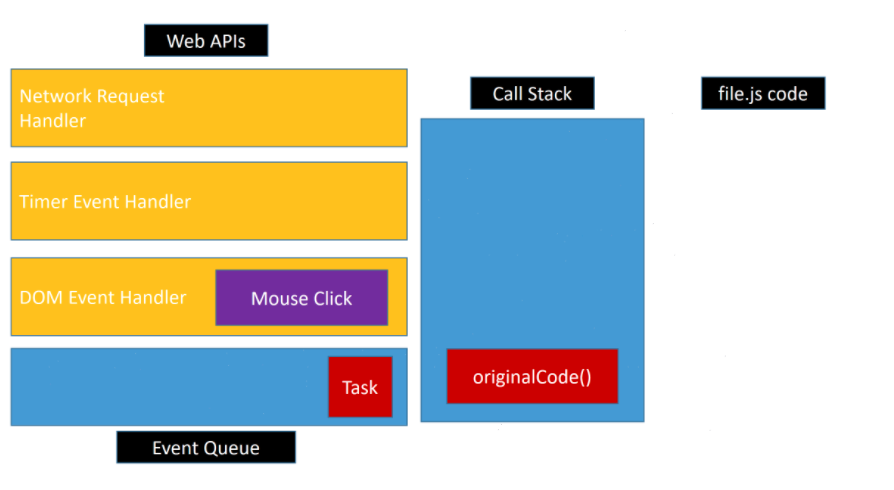 Web APIs
Network Request
Handler
Timer Event Handler
DOM Event Handler
Mouse Click
Task
Event Queue
Call Stack
originalCode()
file.js code